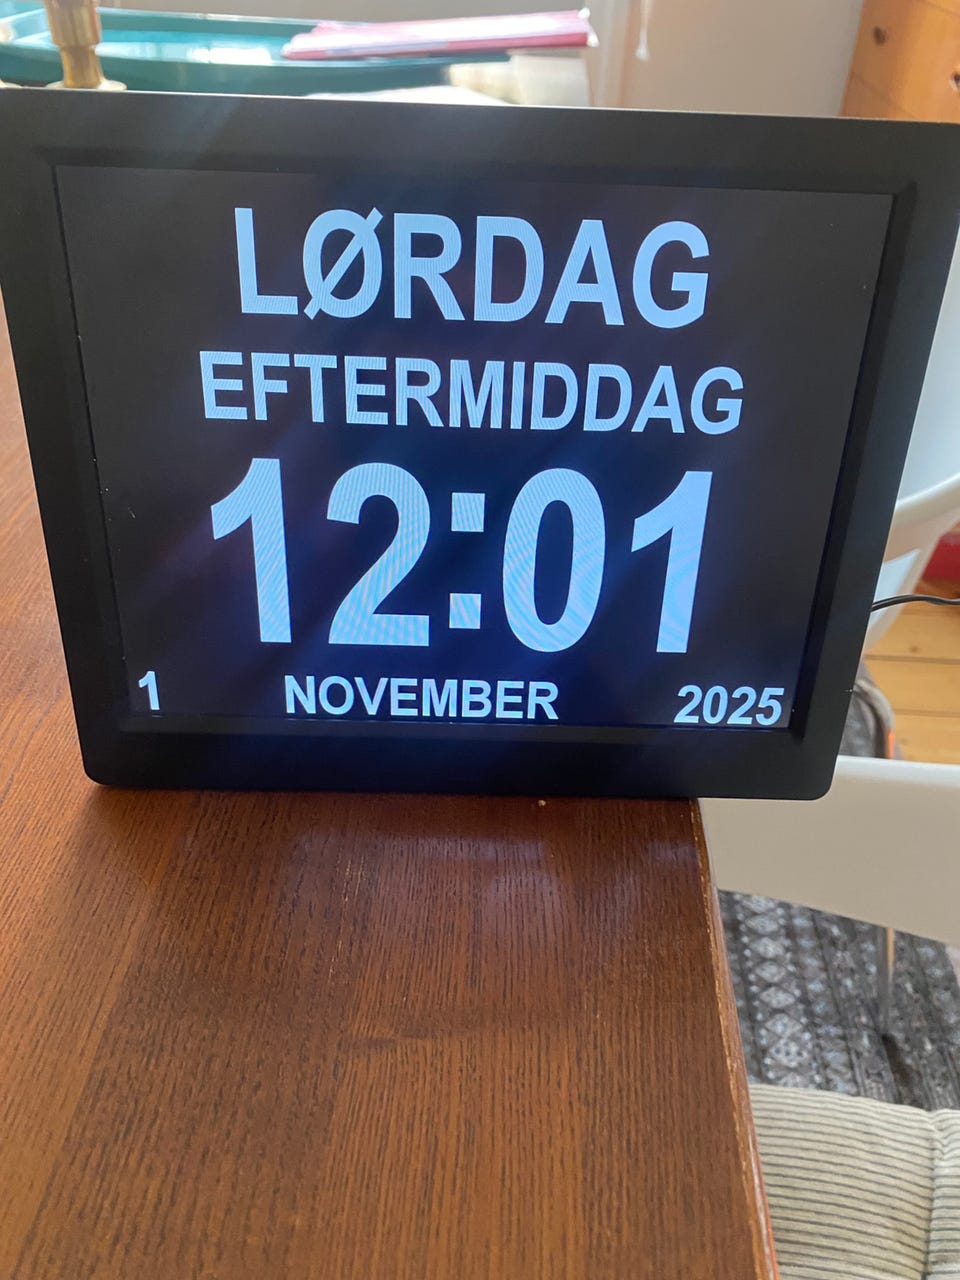 LØRDAG
EFTERMIDDAG
12:01
1 NOVEMBER 2025